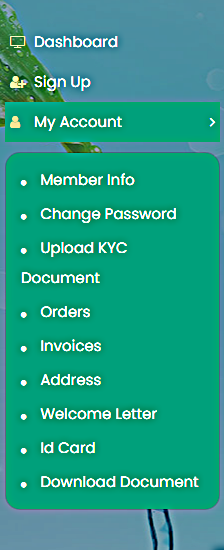 Dashboard
Sign Up
My Account
Member Info
Change Password
Upload KYC
Document
Orders
Invoices
Address
Welcome Letter
Id Card
Download Document